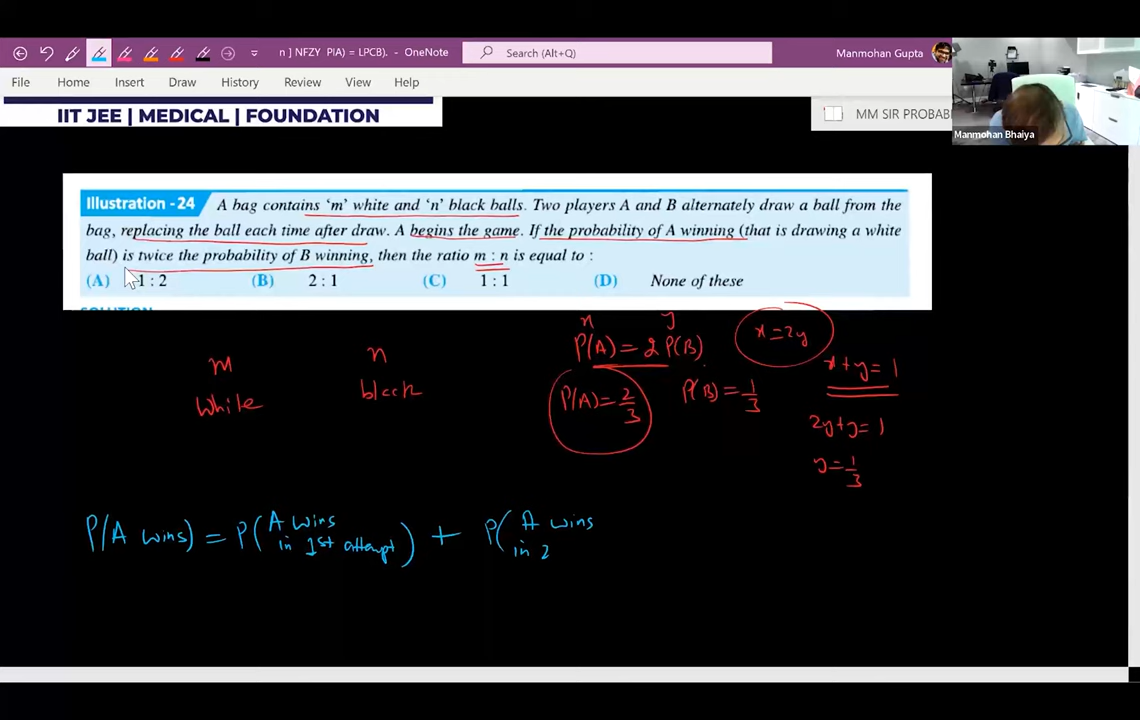 n ] NFZY P(A) = LPCB). - OneNote
Search (Alt+Q)
Manmohan Gupta
File Home Insert Draw History Review View Help
IIT JEE | MEDICAL | FOUNDATION
MM SIR PROBAB
Manmohan Bhaiya
Illustration - 24 A bag contains ‘m’ white and ‘n’ black balls. Two players A and B alternately draw a ball from the
bag, replacing the ball each time after draw. A begins the game. If the probability of A winning (that is drawing a white
ball) is twice the probability of B winning, then the ratio m : n is equal to :
(A) 1 : 2 (B) 2 : 1 (C) 1 : 1 (D) None of these
x y
P(A) = 2 P(B) x = 2y
m n x + y = 1
white black P(A) = 2/3 P(B) = 1/3
2y + y = 1
y = 1/3
P(A wins) = P(A wins in 1st attempt) + P(A wins in 2